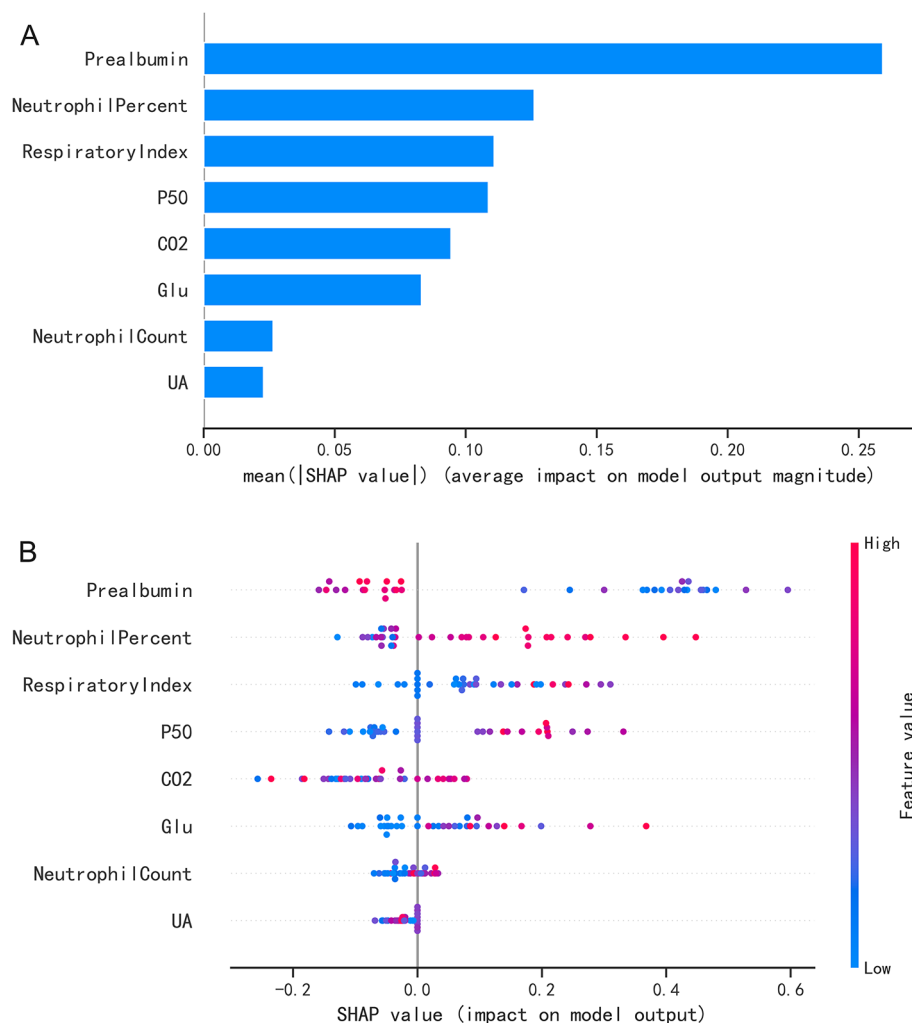 A
Prealbumin
NeutrophilPercent
RespiratoryIndex
P50
CO2
Glu
NeutrophilCount
UA
0.00 0.05 0.10 0.15 0.20 0.25
mean(|SHAP value|) (average impact on model output magnitude)
B
High
Prealbumin
NeutrophilPercent
RespiratoryIndex
P50
CO2
Glu
NeutrophilCount
UA
Feature value
Low
−0.2 0.0 0.2 0.4 0.6
SHAP value (impact on model output)